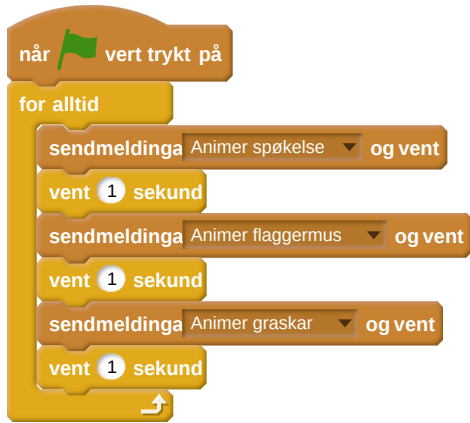 når vert trykt på
for alltid
sendmeldinga Animer spøkelse og vent
vent 1 sekund
sendmeldinga Animer flaggermus og vent
vent 1 sekund
sendmeldinga Animer graskar og vent
vent 1 sekund